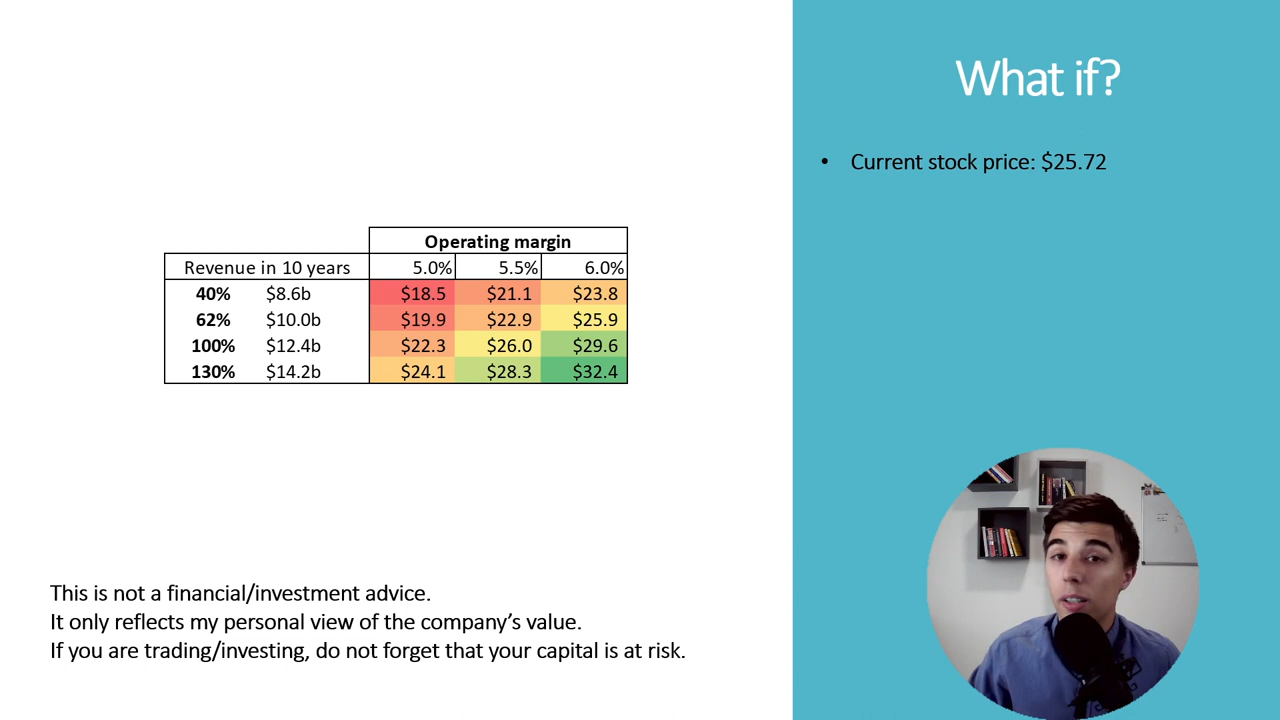 What if?
• Current stock price: $25.72
Operating margin
Revenue in 10 years 5.0% 5.5% 6.0%
40% $8.6b $18.5 $21.1 $23.8
62% $10.0b $19.9 $22.9 $25.9
100% $12.4b $22.3 $26.0 $29.6
130% $14.2b $24.1 $28.3 $32.4
This is not a financial/investment advice.
It only reflects my personal view of the company’s value.
If you are trading/investing, do not forget that your capital is at risk.